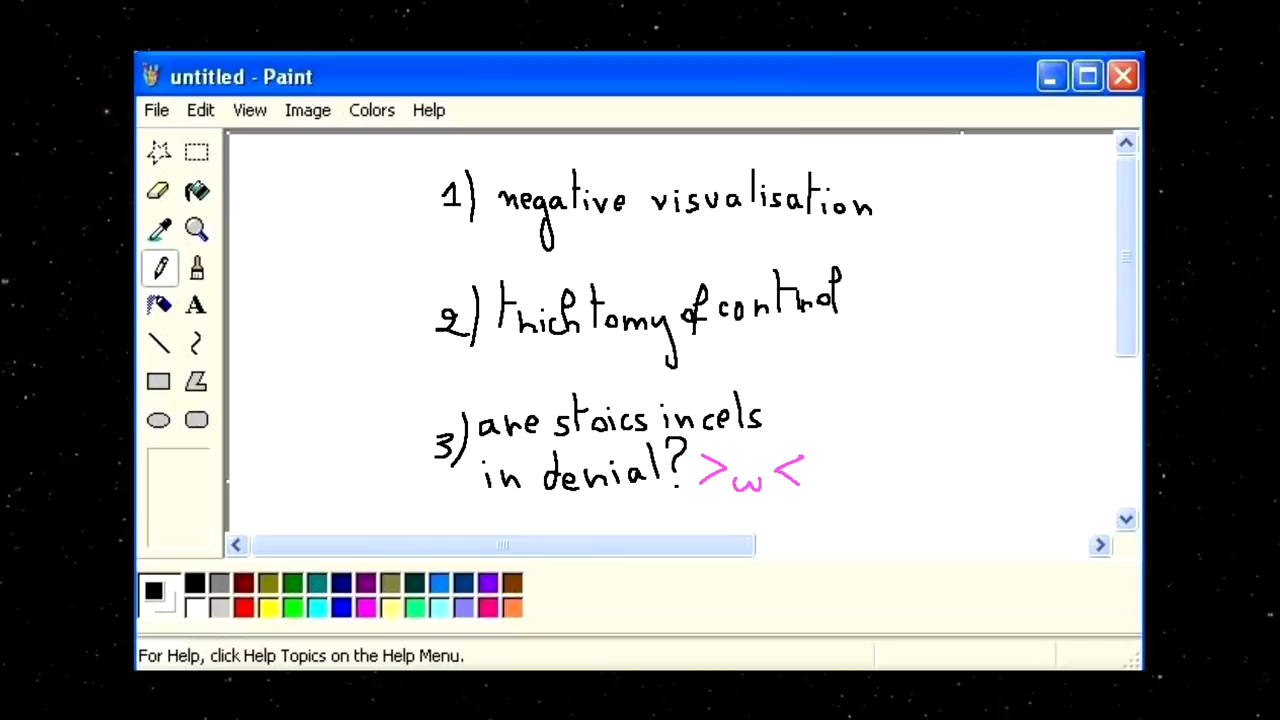 untitled - Paint
File Edit View Image Colors Help
A
1) negative visualisation
2) trichtomy of control
3) are stoics incels
in denial? >ω<
For Help, click Help Topics on the Help Menu.